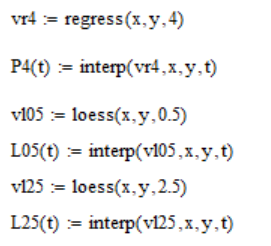 vr4 := regress(x,y,4)
P4(t) := interp(vr4,x,y,t)
vl05 := loess(x,y,0.5)
L05(t) := interp(vl05,x,y,t)
vl25 := loess(x,y,2.5)
L25(t) := interp(vl25,x,y,t)